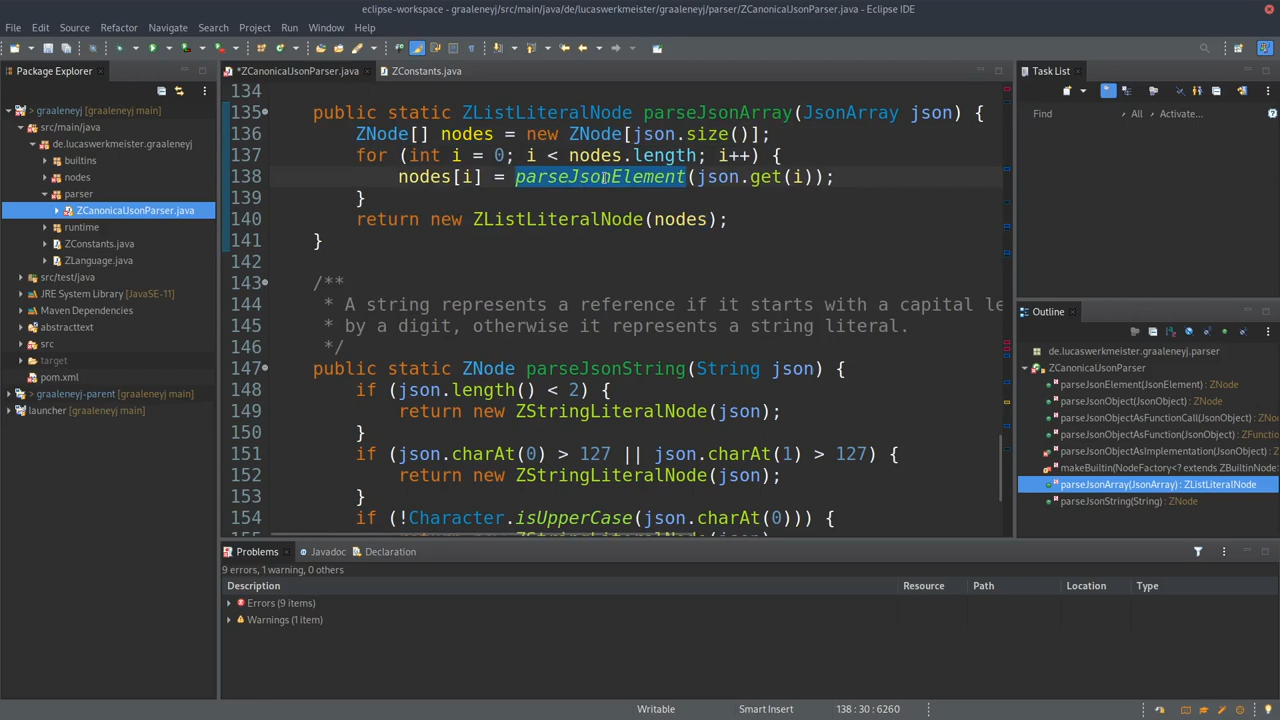 eclipse-workspace - graaleneyj/src/main/java/de/lucaswerkmeister/graaleneyj/parser/ZCanonicalJsonParser.java - Eclipse IDE
File Edit Source Refactor Navigate Search Project Run Window Help
Package Explorer
> graaleneyj [graaleneyj main]
src/main/java
de.lucaswerkmeister.graaleneyj
builtins
nodes
parser
ZCanonicalJsonParser.java
runtime
ZConstants.java
ZLanguage.java
src/test/java
JRE System Library [JavaSE-11]
Maven Dependencies
abstracttext
src
target
pom.xml
> graaleneyj-parent [graaleneyj main]
launcher [graaleneyj main]
*ZCanonicalJsonParser.java ZConstants.java
134
135 public static ZListLiteralNode parseJsonArray(JsonArray json) {
136 ZNode[] nodes = new ZNode[json.size()];
137 for (int i = 0; i < nodes.length; i++) {
138 nodes[i] = parseJsonElement(json.get(i));
139 }
140 return new ZListLiteralNode(nodes);
141 }
142
143 /**
144 * A string represents a reference if it starts with a capital le
145 * by a digit, otherwise it represents a string literal.
146 */
147 public static ZNode parseJsonString(String json) {
148 if (json.length() < 2) {
149 return new ZStringLiteralNode(json);
150 }
151 if (json.charAt(0) > 127 || json.charAt(1) > 127) {
152 return new ZStringLiteralNode(json);
153 }
154 if (!Character.isUpperCase(json.charAt(0))) {
155 return new ZStringLiteralNode(json)
Task List
Find All Activate...
Outline
de.lucaswerkmeister.graaleneyj.parser
ZCanonicalJsonParser
parseJsonElement(JsonElement) : ZNode
parseJsonObject(JsonObject) : ZNode
parseJsonObjectAsFunctionCall(JsonObject) : ZNo
parseJsonObjectAsFunction(JsonObject) : ZFuncti
parseJsonObjectAsImplementation(JsonObject)
makeBuiltin(NodeFactory<? extends ZBuiltinNode
parseJsonArray(JsonArray) : ZListLiteralNode
parseJsonString(String) : ZNode
Problems Javadoc Declaration
9 errors, 1 warning, 0 others
Description Resource Path Location Type
Errors (9 items)
Warnings (1 item)
Writable Smart Insert 138 : 30 : 6260